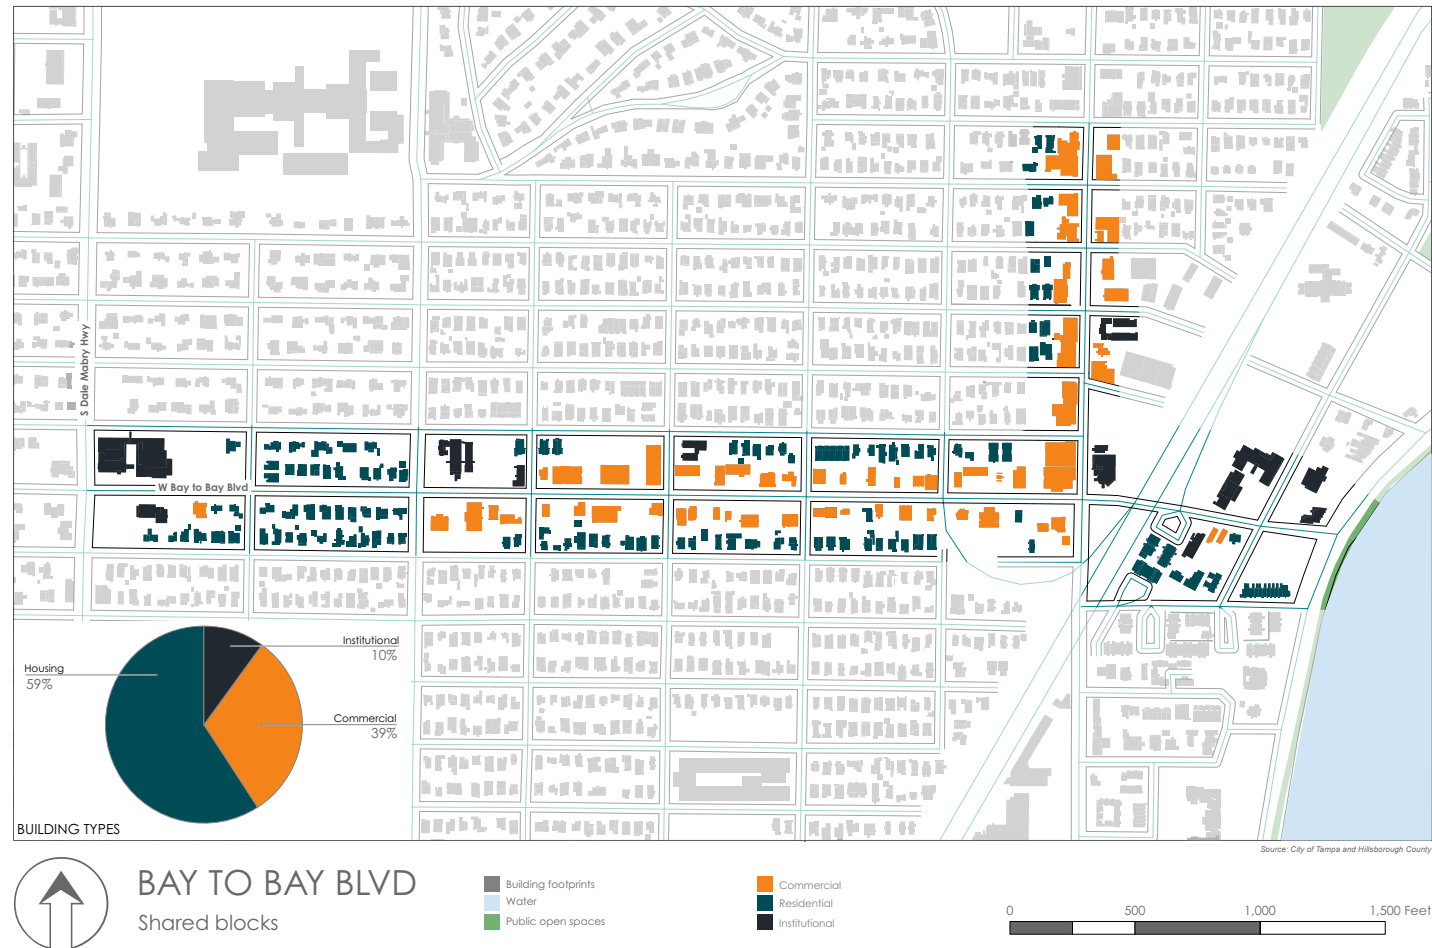 S Dale Mabry Hwy
W Bay to Bay Blvd
Institutional
10%
Housing
59%
Commercial
39%
BUILDING TYPES
Source: City of Tampa and Hillsborough County
BAY TO BAY BLVD
Shared blocks
Building footprints
Water
Public open spaces
Commercial
Residential
Institutional
0 500 1,000 1,500 Feet